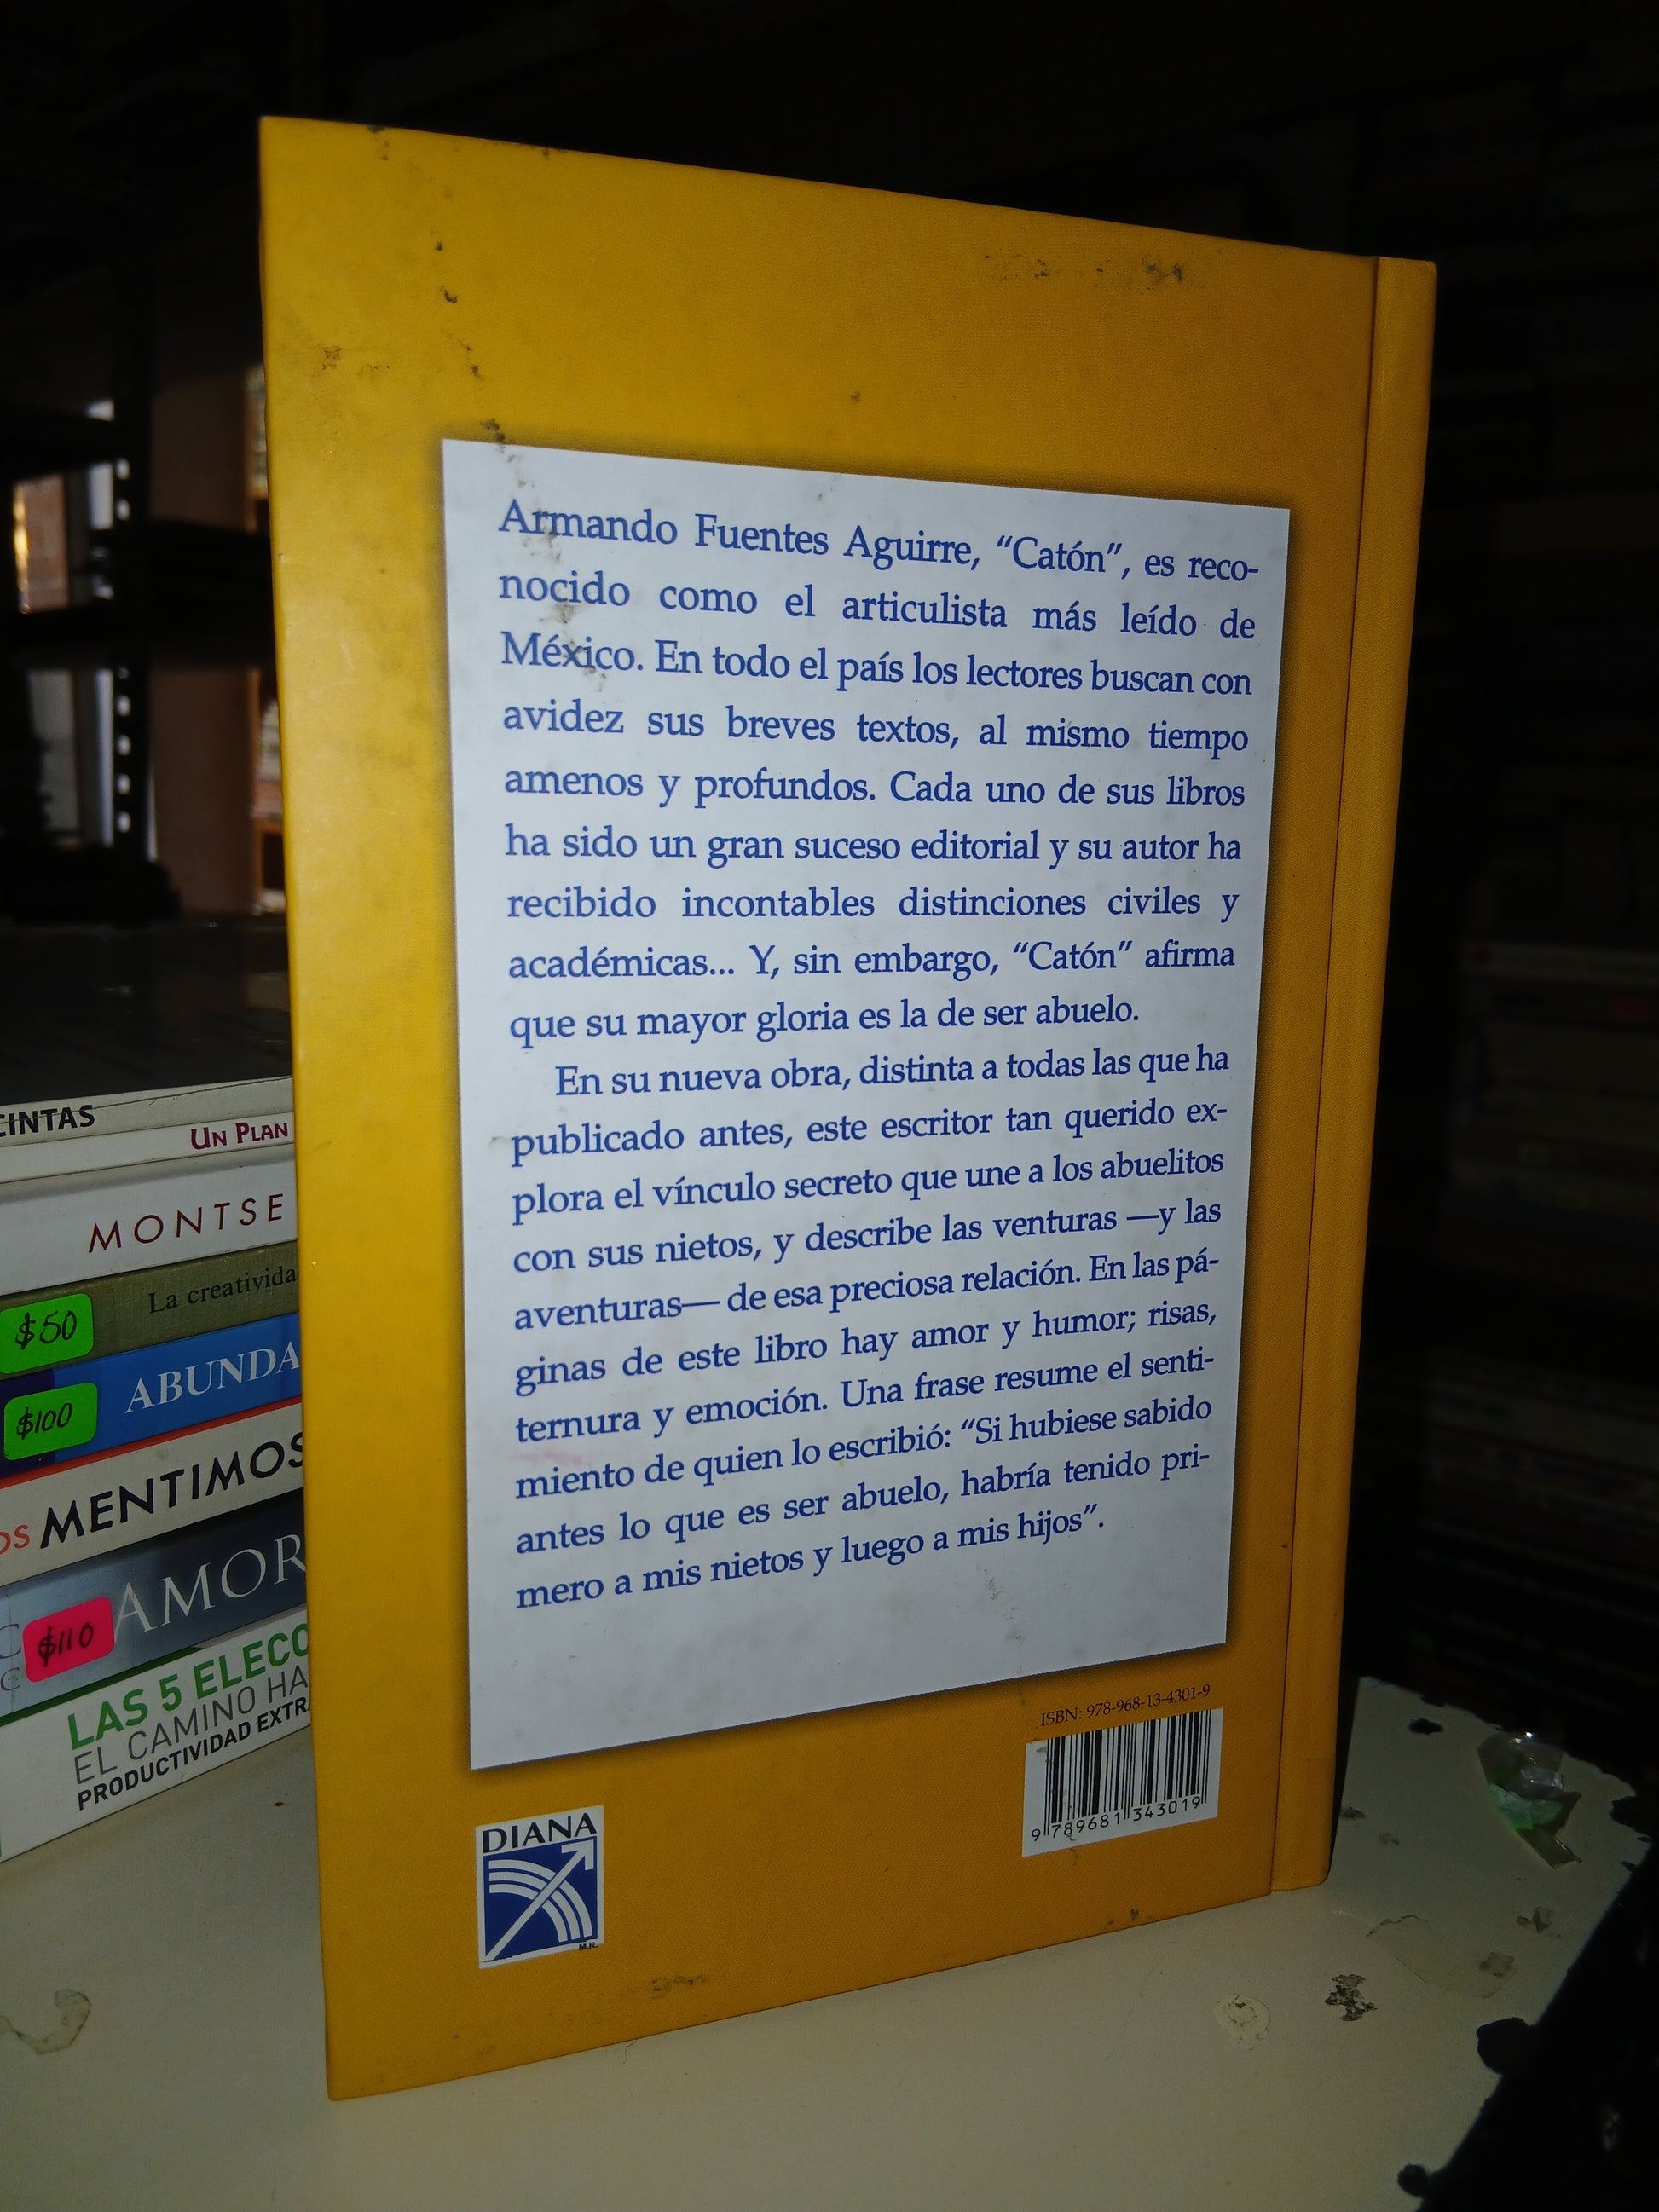 Armando Fuentes Aguirre, “Catón”, es reco-
nocido como el articulista más leído de
México. En todo el país los lectores buscan con
avidez sus breves textos, al mismo tiempo
amenos y profundos. Cada uno de sus libros
ha sido un gran suceso editorial y su autor ha
recibido incontables distinciones civiles y
académicas... Y, sin embargo, “Catón” afirma
que su mayor gloria es la de ser abuelo.
En su nueva obra, distinta a todas las que ha
publicado antes, este escritor tan querido ex-
plora el vínculo secreto que une a los abuelitos
con sus nietos, y describe las venturas —y las
aventuras— de esa preciosa relación. En las pá-
ginas de este libro hay amor y humor; risas,
ternura y emoción. Una frase resume el senti-
miento de quien lo escribió: “Si hubiese sabido
antes lo que es ser abuelo, habría tenido pri-
mero a mis nietos y luego a mis hijos”.
ISBN: 978-968-13-4301-9
9 789681 343019
DIANA
M.R.
CINTAS
UN PLAN
MONTSE
La creativida
$50
ABUNDA
$100
OS MENTIMOS
AMOR
$110
LAS 5 ELECC
EL CAMINO HA
PRODUCTIVIDAD EXTRA